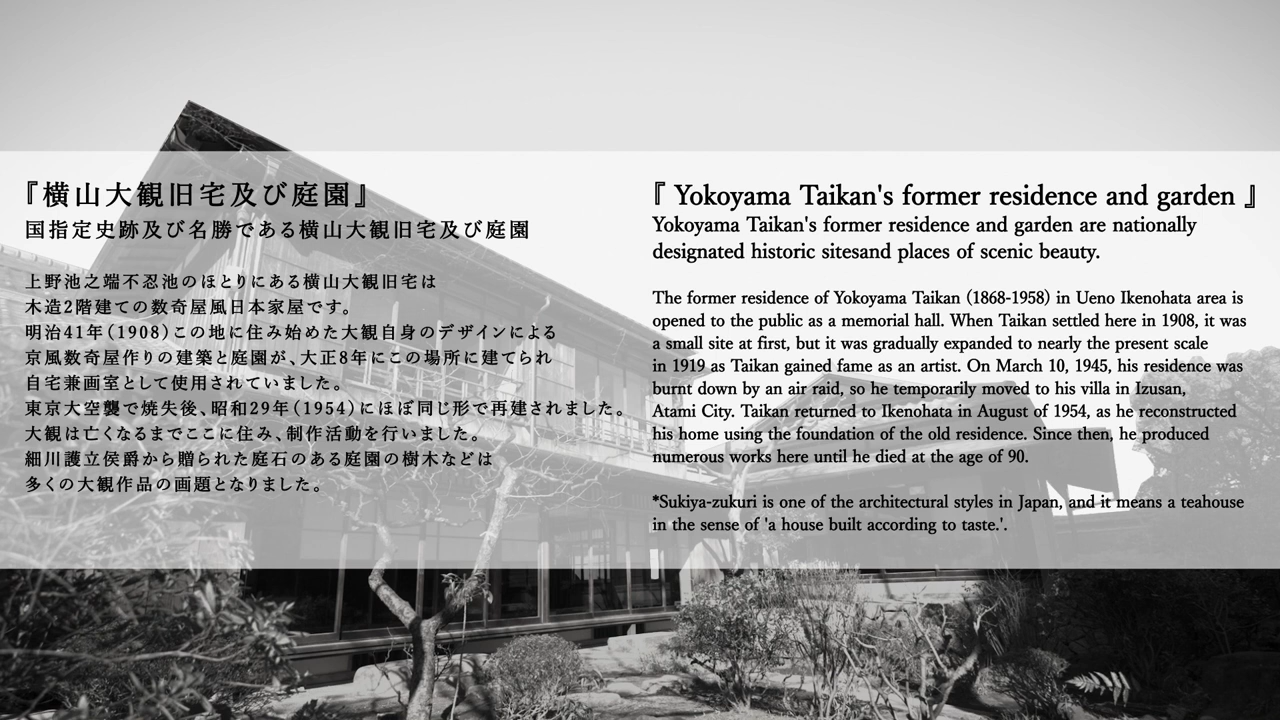 『横山大観旧宅及び庭園』
国指定史跡及び名勝である横山大観旧宅及び庭園
上野池之端不忍池のほとりにある横山大観旧宅は
木造2階建ての数奇屋風日本家屋です。
明治41年（1908）この地に住み始めた大観自身のデザインによる
京風数奇屋作りの建築と庭園が、大正8年にこの場所に建てられ
自宅兼画室として使用されていました。
東京大空襲で焼失後、昭和29年（1954）にほぼ同じ形で再建されました。
大観は亡くなるまでここに住み、制作活動を行いました。
細川護立侯爵から贈られた庭石のある庭園の樹木などは
多くの大観作品の画題となりました。
『 Yokoyama Taikan's former residence and garden 』
Yokoyama Taikan's former residence and garden are nationally
designated historic sitesand places of scenic beauty.
The former residence of Yokoyama Taikan (1868-1958) in Ueno Ikenohata area is
opened to the public as a memorial hall. When Taikan settled here in 1908, it was
a small site at first, but it was gradually expanded to nearly the present scale
in 1919 as Taikan gained fame as an artist. On March 10, 1945, his residence was
burnt down by an air raid, so he temporarily moved to his villa in Izusan,
Atami City. Taikan returned to Ikenohata in August of 1954, as he reconstructed
his home using the foundation of the old residence. Since then, he produced
numerous works here until he died at the age of 90.
*Sukiya-zukuri is one of the architectural styles in Japan, and it means a teahouse
in the sense of 'a house built according to taste.'.